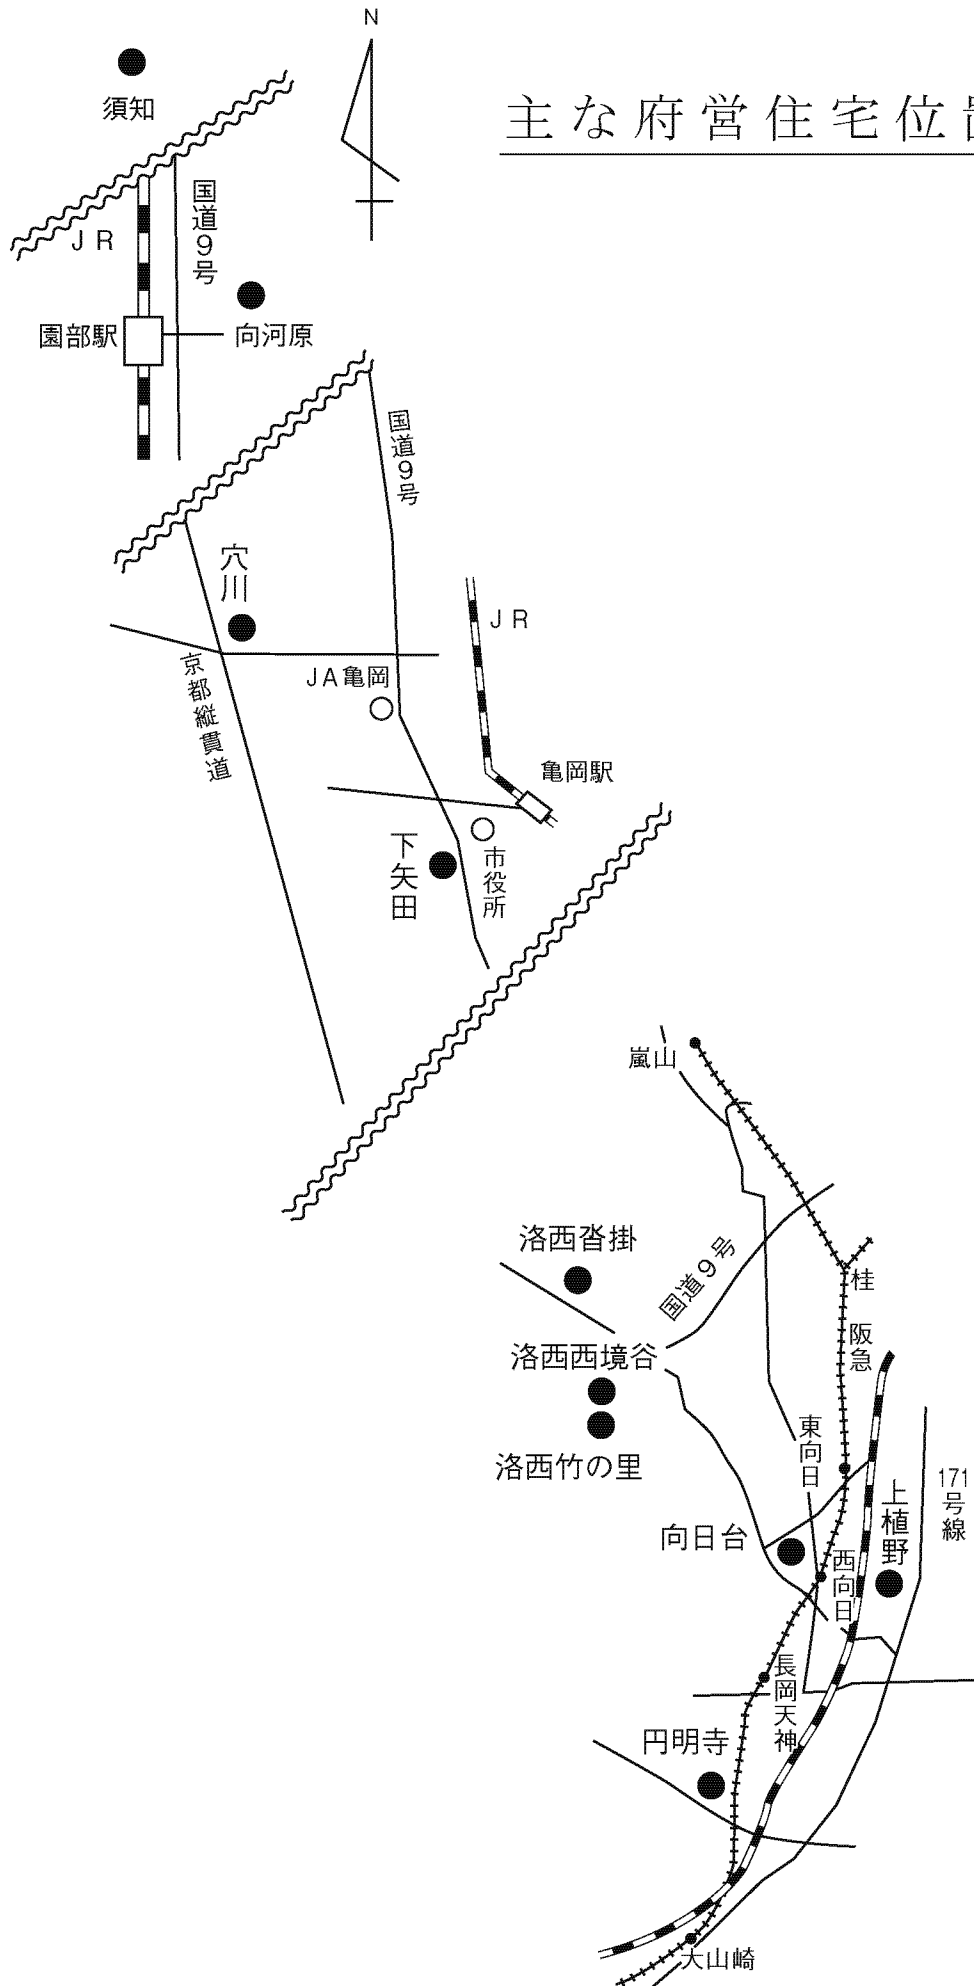 N
主な府営住宅位置
須知
国道9号
JR
園部駅
向河原
国道9号
穴川
JR
京都縦貫道
JA亀岡
亀岡駅
下矢田
市役所
嵐山
洛西沓掛
国道9号
桂
阪急
洛西西境谷
東向日
洛西竹の里
171号線
上植野
向日台
西向日
長岡天神
円明寺
大山崎